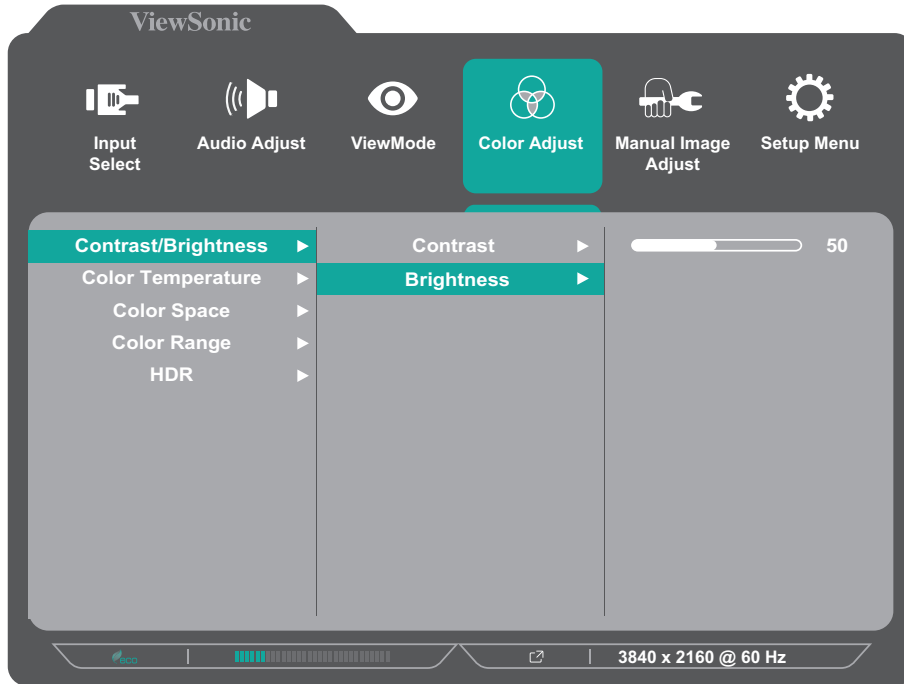 ViewSonic
Input Select
Audio Adjust
ViewMode
Color Adjust
Manual Image Adjust
Setup Menu
Contrast/Brightness
Contrast
50
Color Temperature
Brightness
Color Space
Color Range
HDR
eco
3840 x 2160 @ 60 Hz